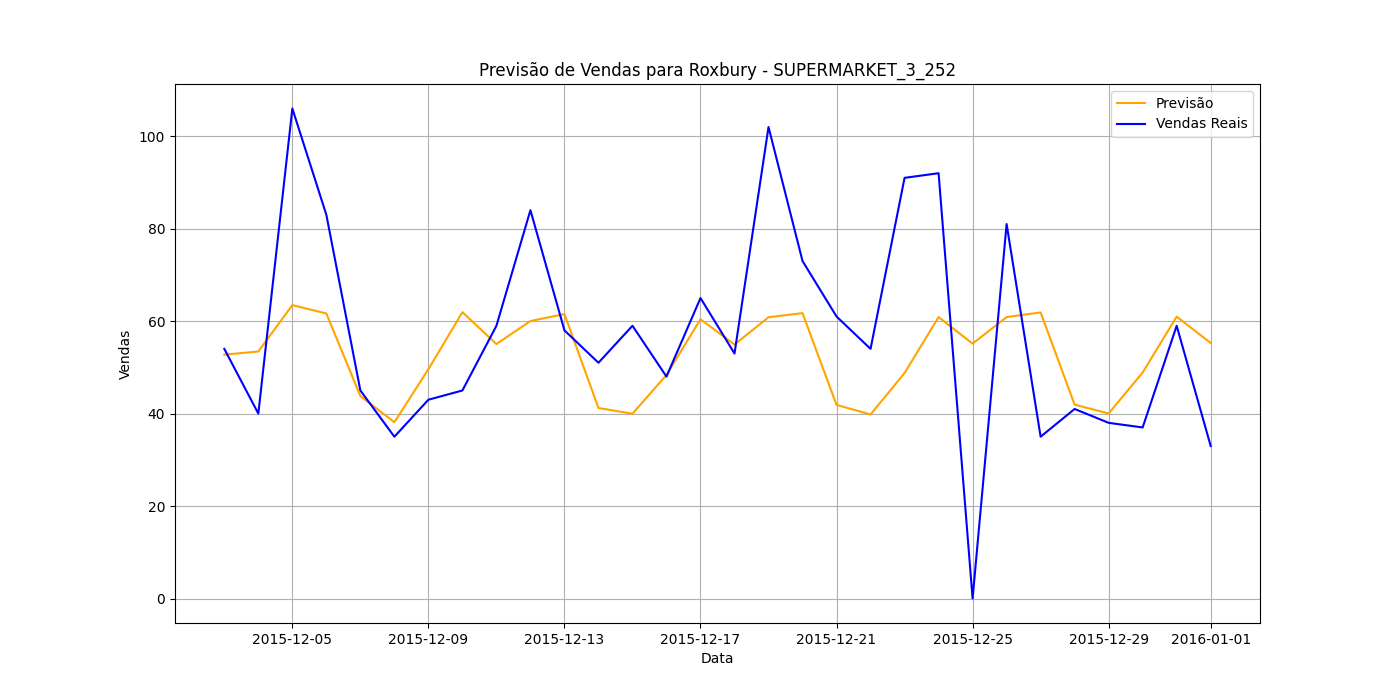 Previsão de Vendas para Roxbury - SUPERMARKET_3_252
Previsão
Vendas Reais
Vendas
100
80
60
40
20
0
2015-12-05 2015-12-09 2015-12-13 2015-12-17 2015-12-21 2015-12-25 2015-12-29 2016-01-01
Data